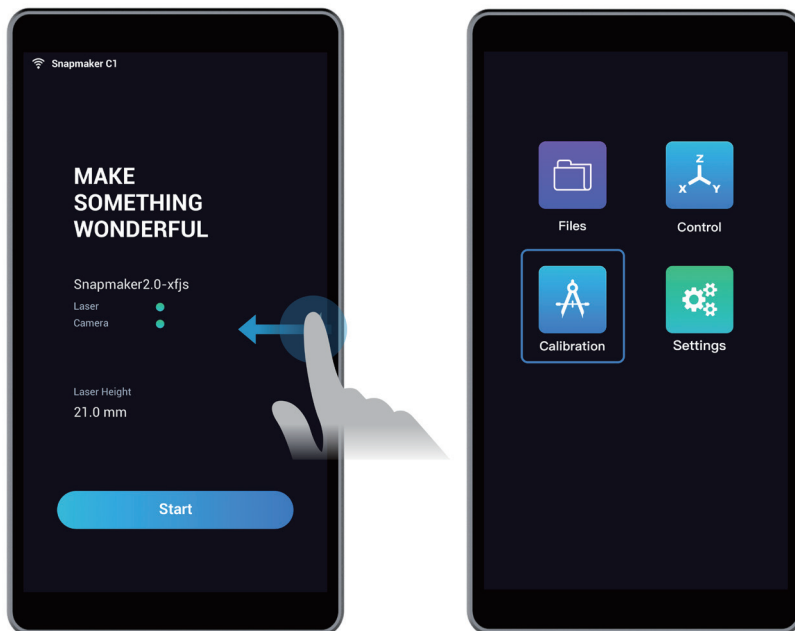 Snapmaker C1
MAKE
SOMETHING
WONDERFUL
Snapmaker2.0-xfjs
Laser
Camera
Laser Height
21.0 mm
Start
Z
X Y
Files
Control
Calibration
Settings